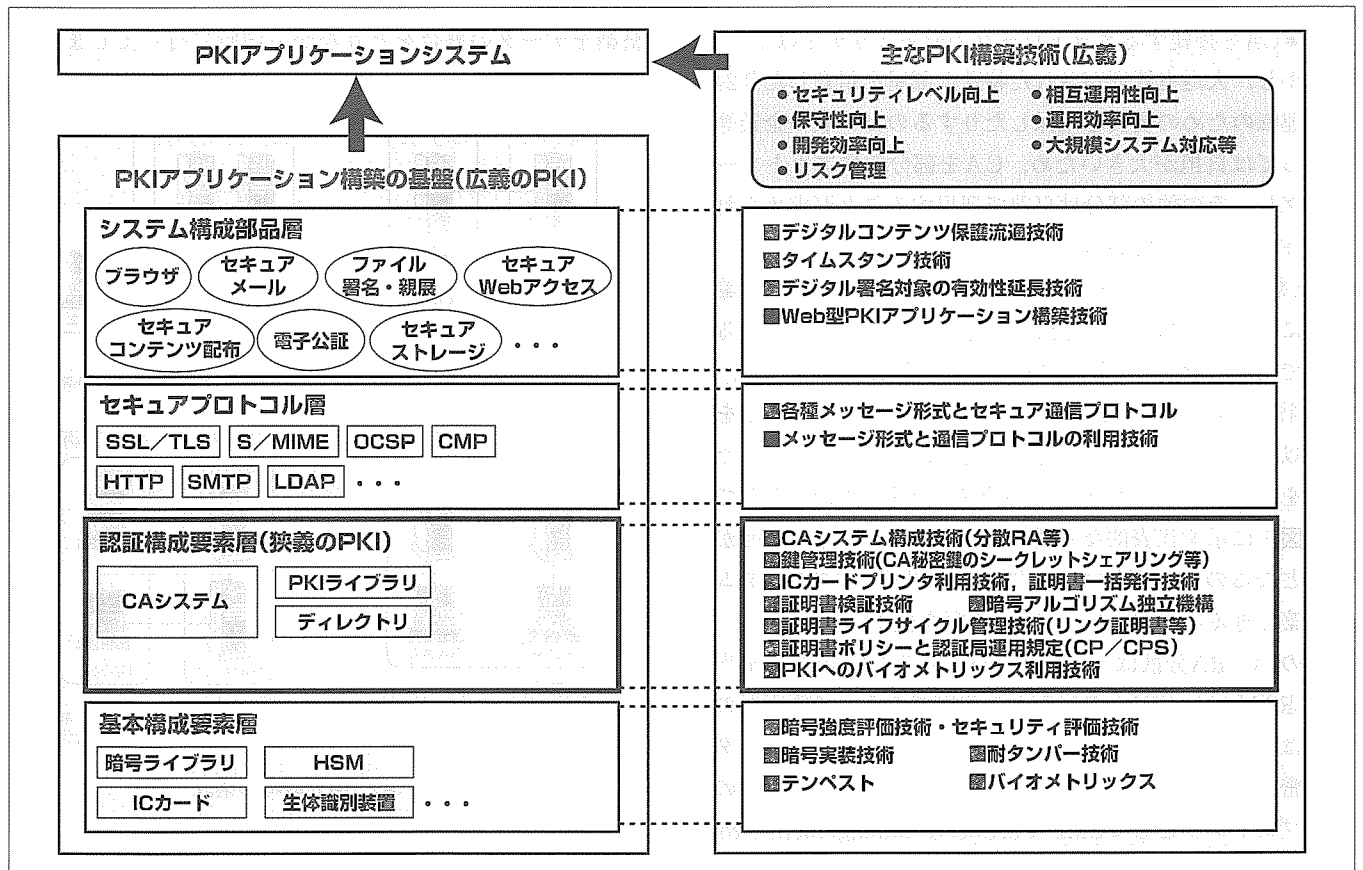 PKIアプリケーションシステム
PKIアプリケーション構築の基盤(広義のPKI)
システム構成部品層
ブラウザ
セキュア
メール
ファイル
署名・親展
セキュア
Webアクセス
セキュア
コンテンツ配布
電子公証
セキュア
ストレージ
・・・
セキュアプロトコル層
SSL/TLS S/MIME OCSP CMP
HTTP SMTP LDAP ・・・
認証構成要素層(狭義のPKI)
CAシステム
PKIライブラリ
ディレクトリ
基本構成要素層
暗号ライブラリ HSM
ICカード 生体識別装置 ・・・
主なPKI構築技術(広義)
●セキュリティレベル向上 ●相互運用性向上
●保守性向上 ●運用効率向上
●開発効率向上 ●大規模システム対応等
●リスク管理
■デジタルコンテンツ保護流通技術
■タイムスタンプ技術
■デジタル署名対象の有効性延長技術
■Web型PKIアプリケーション構築技術
■各種メッセージ形式とセキュア通信プロトコル
■メッセージ形式と通信プロトコルの利用技術
■CAシステム構成技術(分散RA等)
■鍵管理技術(CA秘密鍵のシークレットシェアリング等)
■ICカードプリンタ利用技術，証明書一括発行技術
■証明書検証技術 ■暗号アルゴリズム独立機構
■証明書ライフサイクル管理技術(リンク証明書等)
■証明書ポリシーと認証局運用規定(CP/CPS)
■PKIへのバイオメトリックス利用技術
■暗号強度評価技術・セキュリティ評価技術
■暗号実装技術 ■耐タンパー技術
■テンペスト ■バイオメトリックス